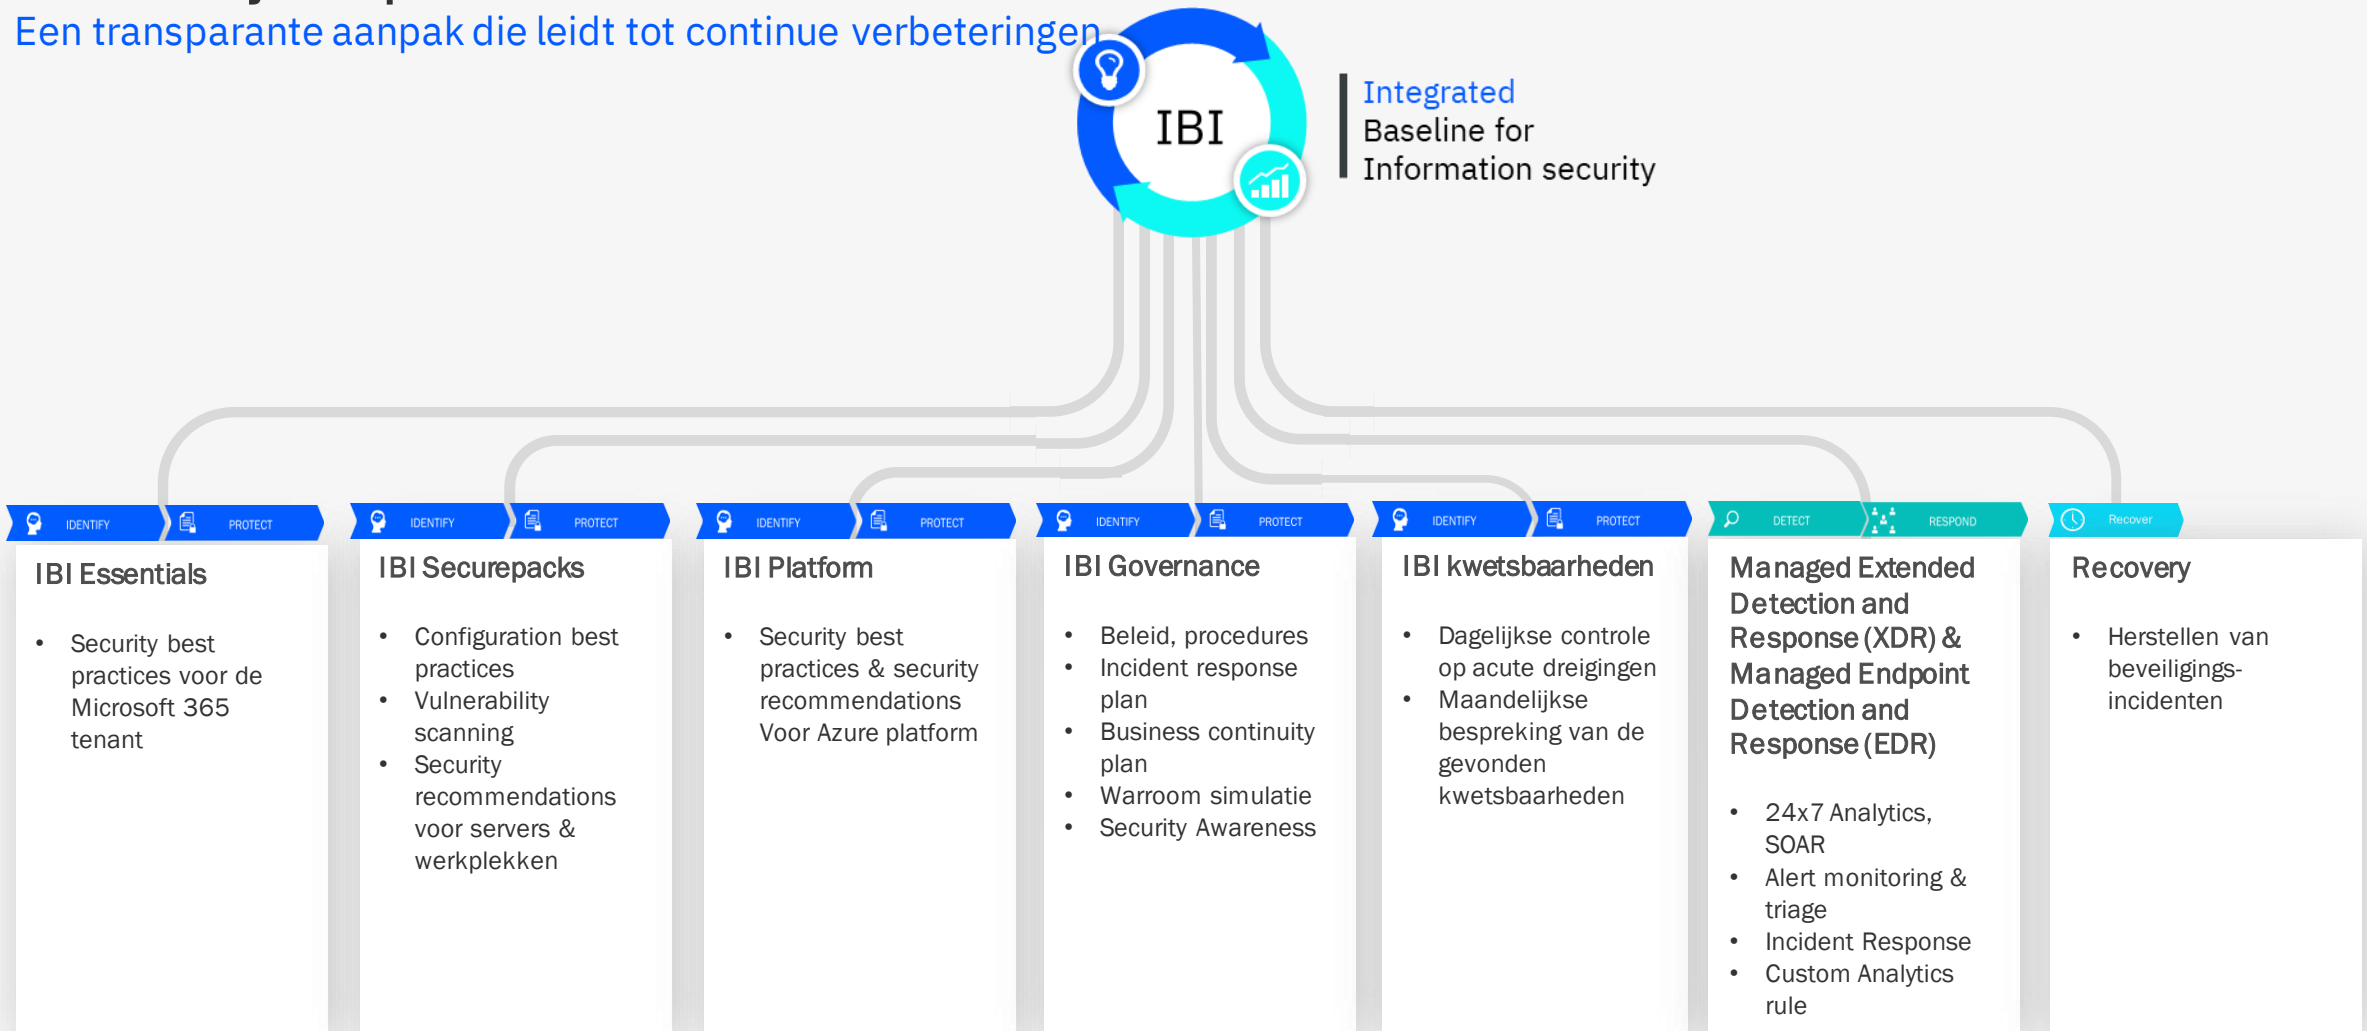 Een transparante aanpak die leidt tot continue verbeteringen
IBI
Integrated
Baseline for
Information security
IDENTIFY
PROTECT
IBI Essentials
• Security best
practices voor de
Microsoft 365
tenant
IDENTIFY
PROTECT
IBI Securepacks
• Configuration best
practices
• Vulnerability
scanning
• Security
recommendations
voor servers &
werkplekken
IDENTIFY
PROTECT
IBI Platform
• Security best
practices & security
recommendations
Voor Azure platform
IDENTIFY
PROTECT
IBI Governance
• Beleid, procedures
• Incident response
plan
• Business continuity
plan
• Warroom simulatie
• Security Awareness
IDENTIFY
PROTECT
IBI kwetsbaarheden
• Dagelijkse controle
op acute dreigingen
• Maandelijkse
bespreking van de
gevonden
kwetsbaarheden
DETECT
RESPOND
Managed Extended
Detection and
Response (XDR) &
Managed Endpoint
Detection and
Response (EDR)
• 24x7 Analytics,
SOAR
• Alert monitoring &
triage
• Incident Response
• Custom Analytics
rule
Recover
Recovery
• Herstellen van
beveiligings-
incidenten